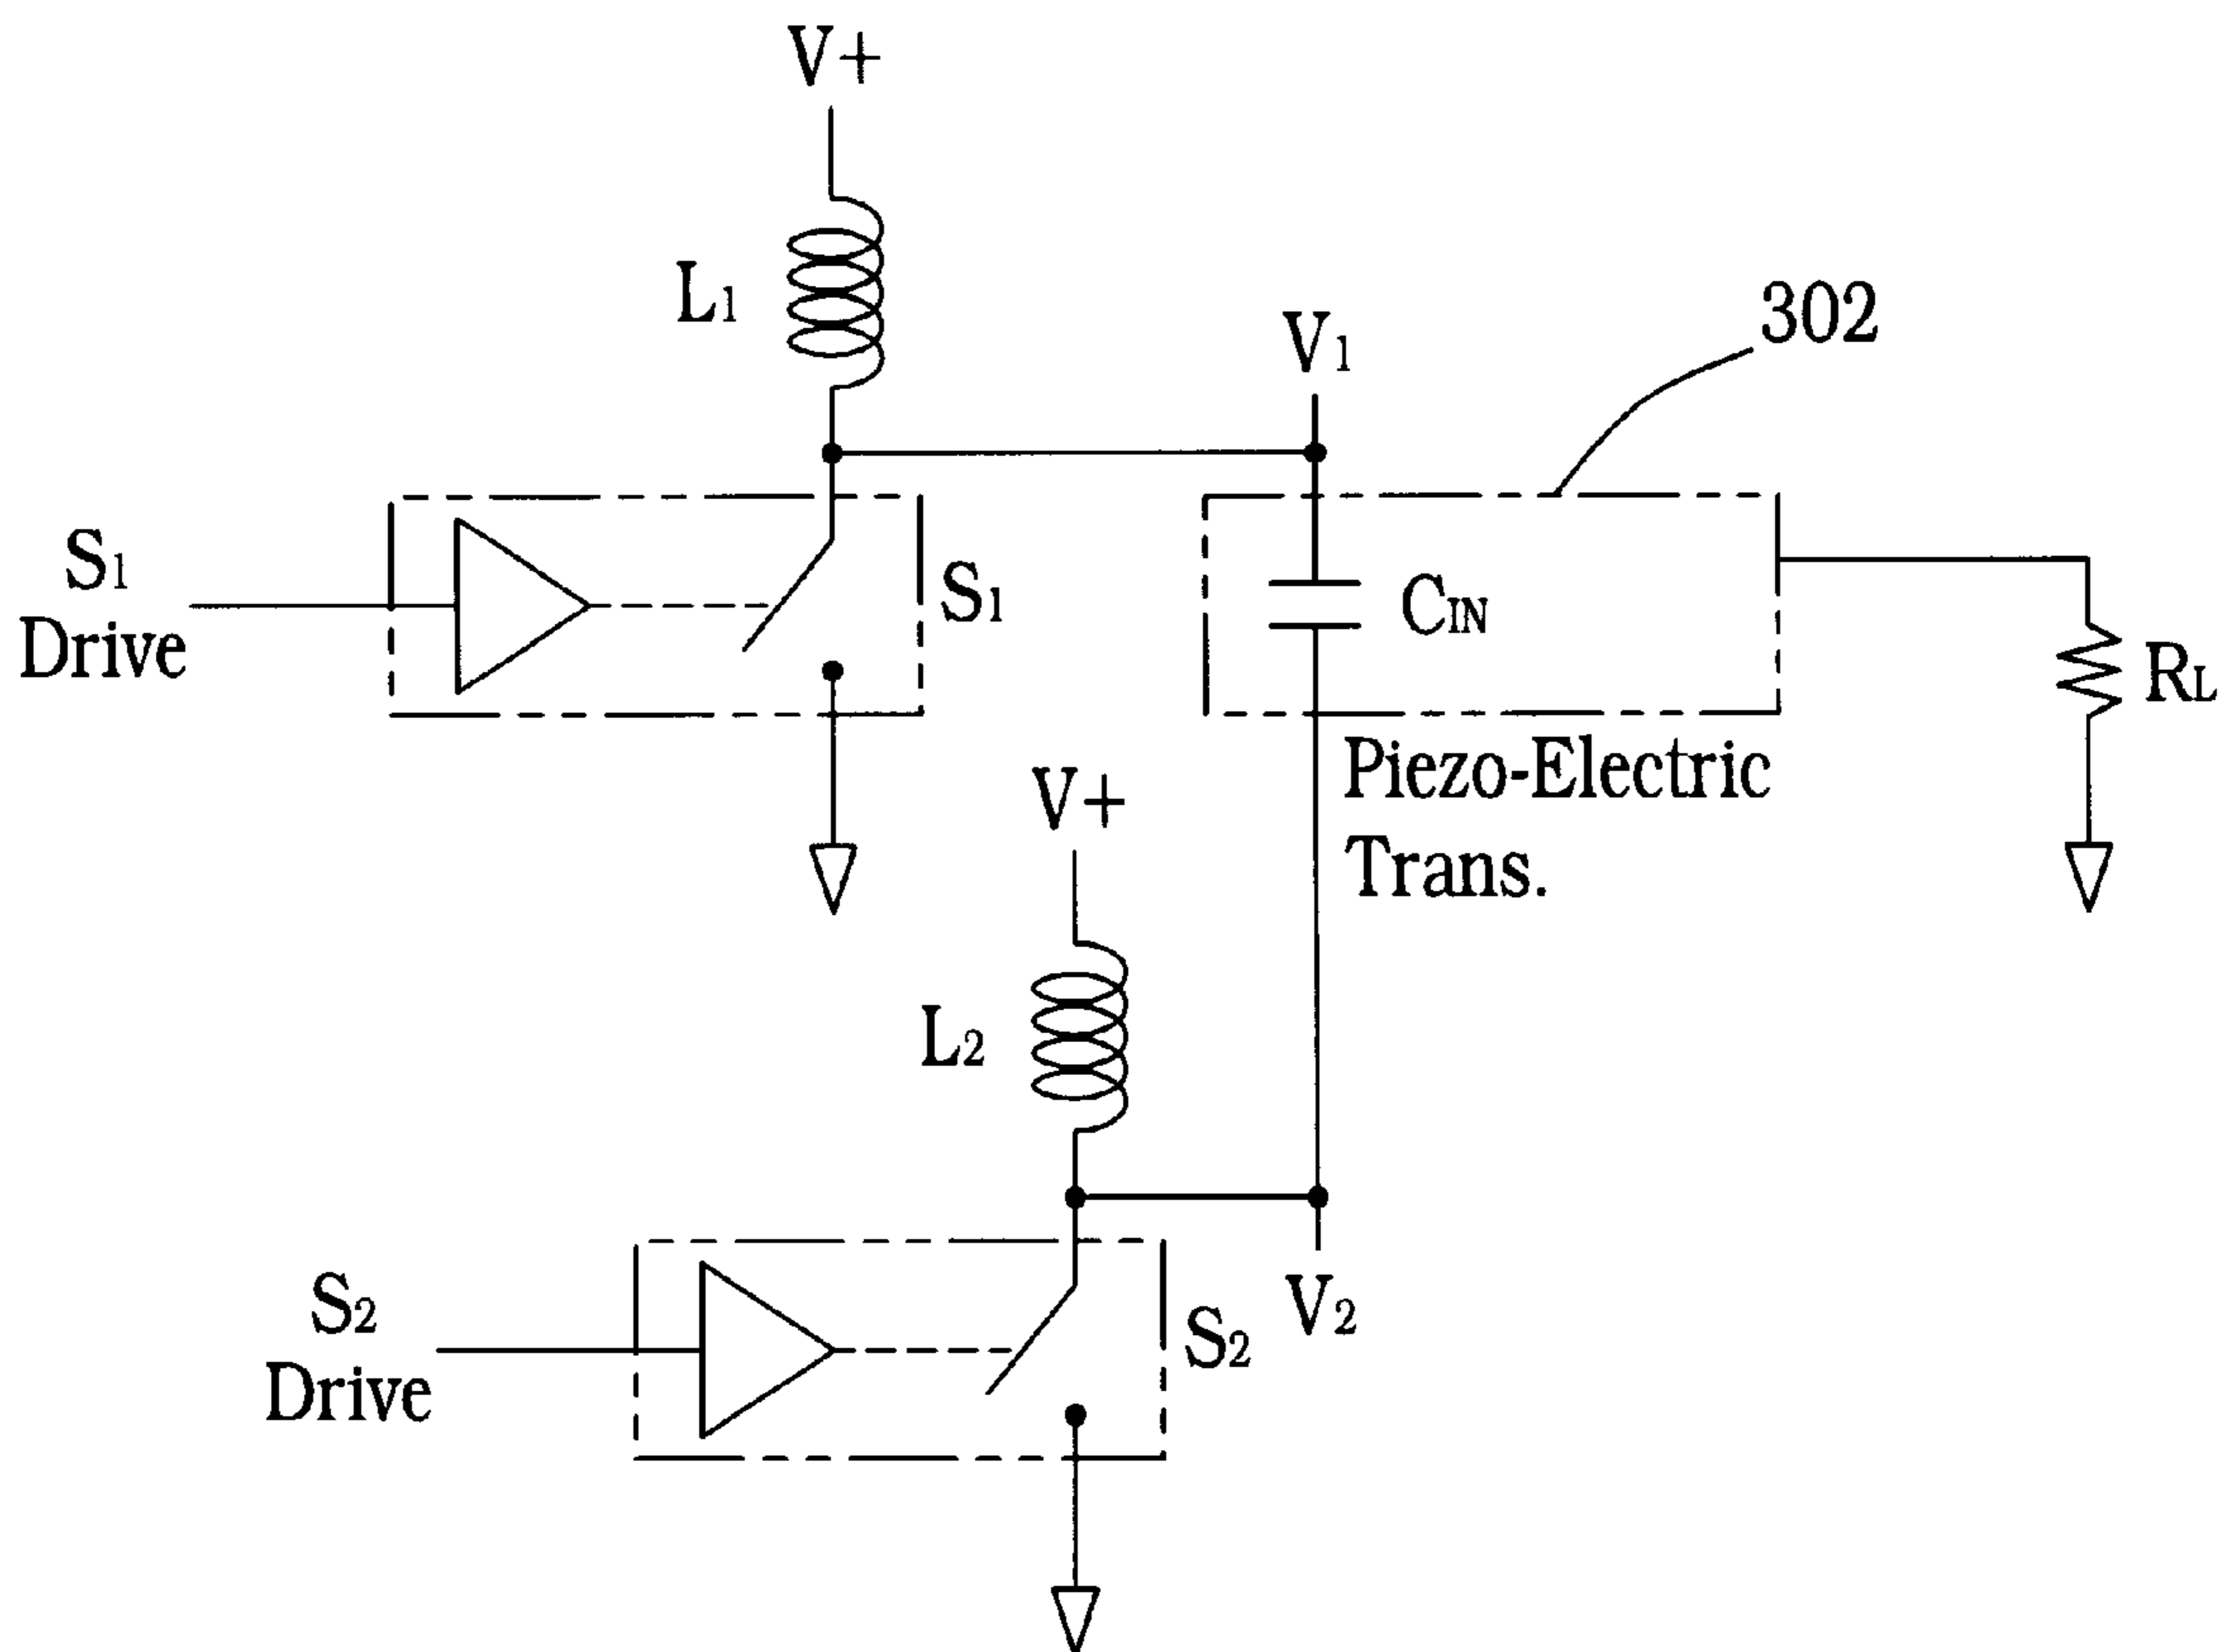 V+
L1
V1
302
S1
Drive
S1
CIN
RL
Piezo-Electric
Trans.
V+
L2
S2
Drive
S2
V2